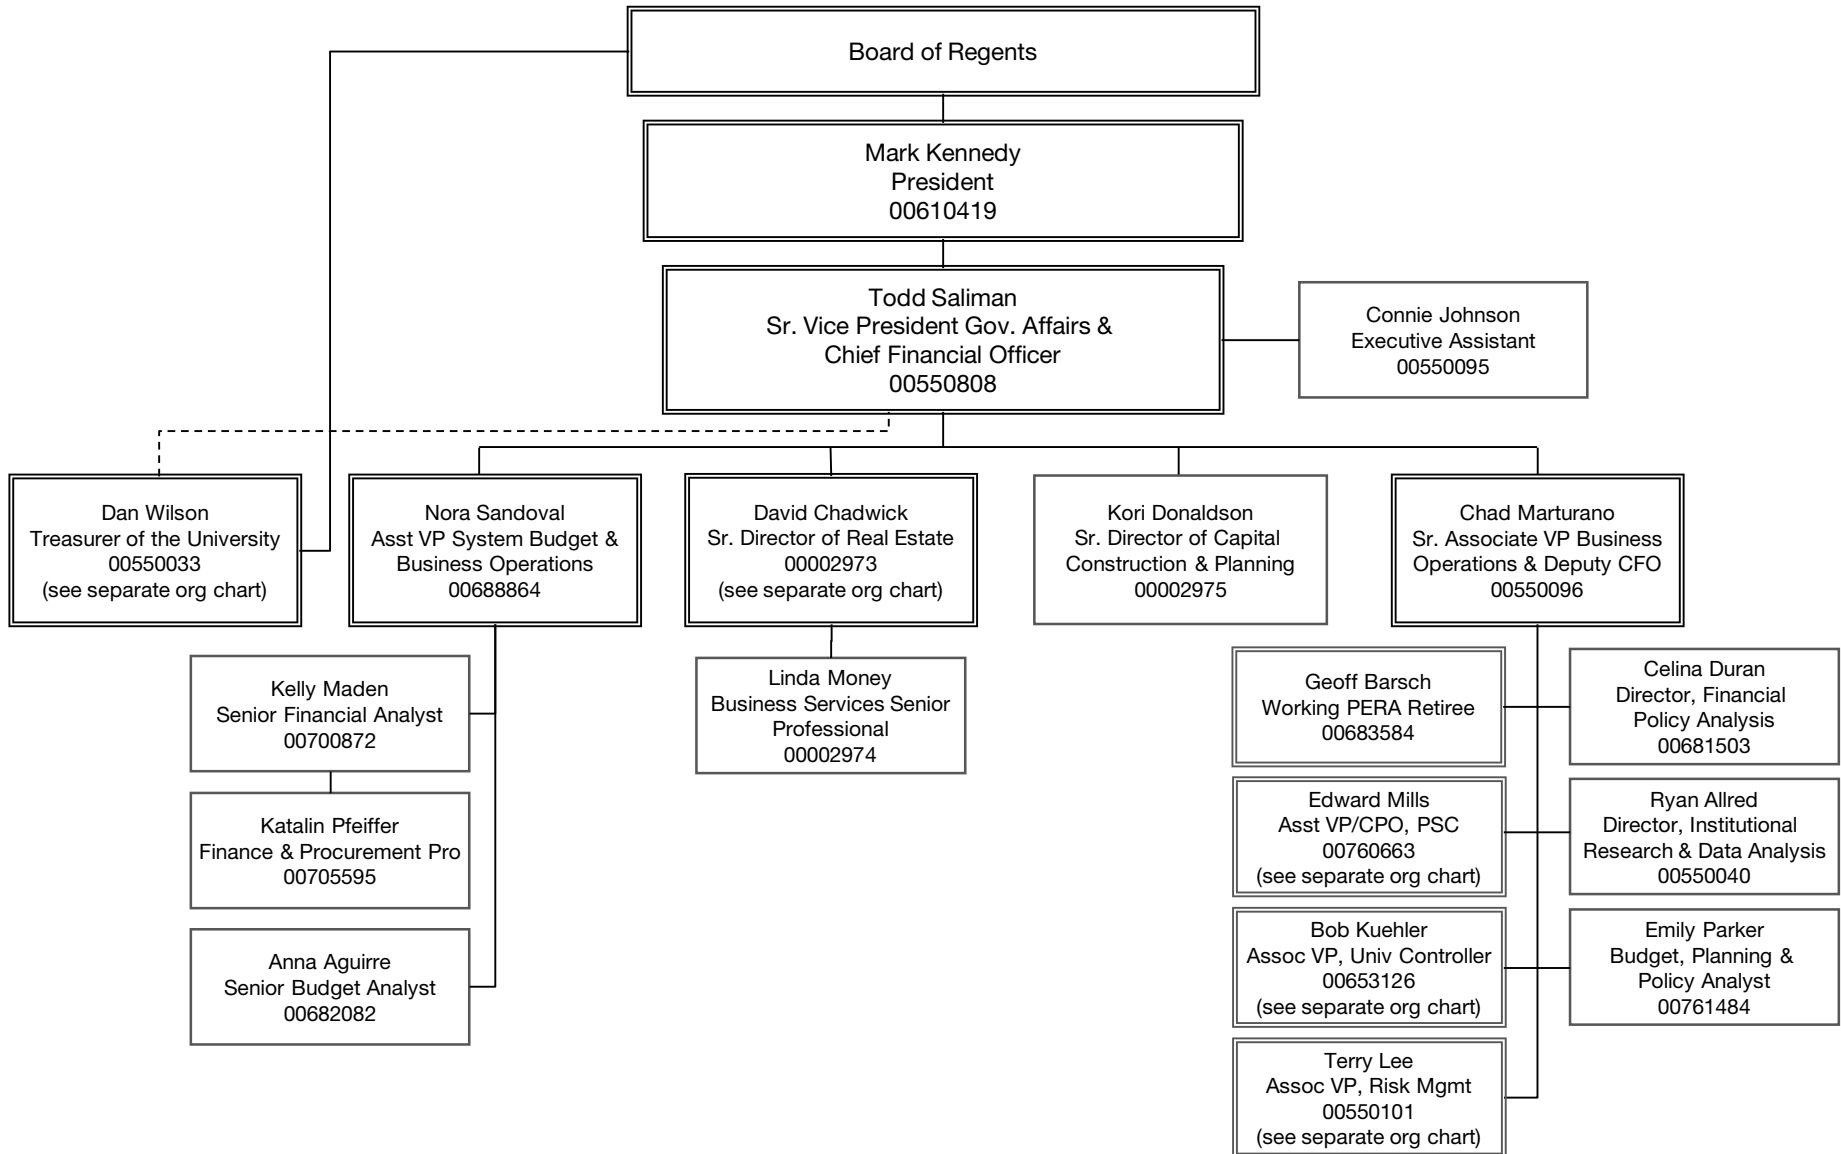 Board of Regents
Mark Kennedy
President
00610419
Todd Saliman
Sr. Vice President Gov. Affairs &
Chief Financial Officer
00550808
Connie Johnson
Executive Assistant
00550095
Dan Wilson
Treasurer of the University
00550033
(see separate org chart)
Nora Sandoval
Asst VP System Budget &
Business Operations
00688864
David Chadwick
Sr. Director of Real Estate
00002973
(see separate org chart)
Kori Donaldson
Sr. Director of Capital
Construction & Planning
00002975
Chad Marturano
Sr. Associate VP Business
Operations & Deputy CFO
00550096
Kelly Maden
Senior Financial Analyst
00700872
Katalin Pfeiffer
Finance & Procurement Pro
00705595
Anna Aguirre
Senior Budget Analyst
00682082
Linda Money
Business Services Senior
Professional
00002974
Geoff Barsch
Working PERA Retiree
00683584
Celina Duran
Director, Financial
Policy Analysis
00681503
Edward Mills
Asst VP/CPO, PSC
00760663
(see separate org chart)
Ryan Allred
Director, Institutional
Research & Data Analysis
00550040
Bob Kuehler
Assoc VP, Univ Controller
00653126
(see separate org chart)
Emily Parker
Budget, Planning &
Policy Analyst
00761484
Terry Lee
Assoc VP, Risk Mgmt
00550101
(see separate org chart)